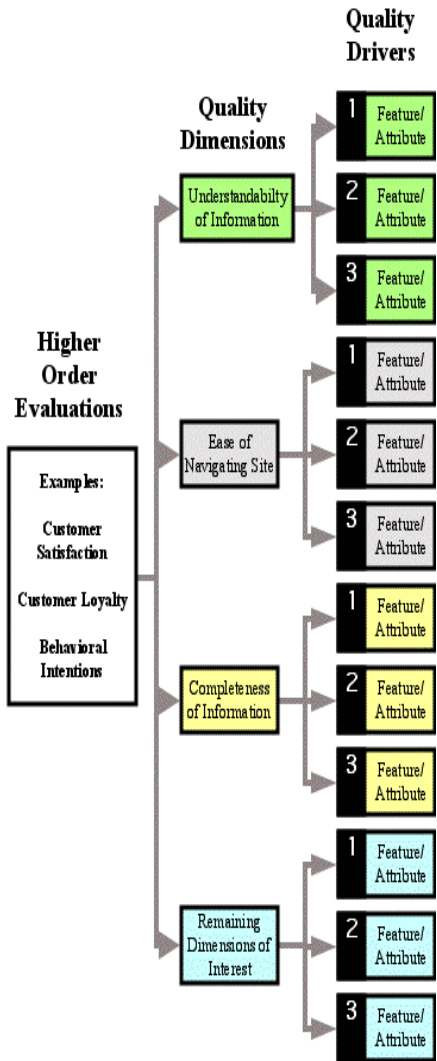 Quality
Drivers
Quality
Dimensions
1 Feature/
Attribute
2 Feature/
Attribute
3 Feature/
Attribute
Understandabilty
of Information
Higher
Order
Evaluations
Examples:
Customer
Satisfaction
Customer Loyalty
Behavioral
Intentions
1 Feature/
Attribute
2 Feature/
Attribute
3 Feature/
Attribute
Ease of
Navigating Site
1 Feature/
Attribute
2 Feature/
Attribute
3 Feature/
Attribute
Completeness
of Information
1 Feature/
Attribute
2 Feature/
Attribute
3 Feature/
Attribute
Remaining
Dimensions of
Interest